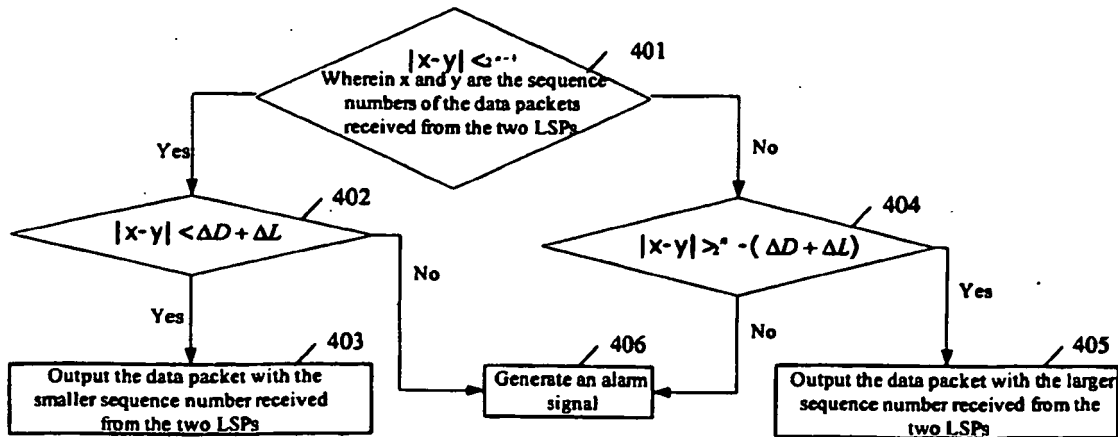 |x-y| <2ⁿ⁻¹
401
Wherein x and y are the sequence
numbers of the data packets
received from the two LSPs
Yes
No
402
|x-y| <ΔD+ΔL
404
|x-y| >2ⁿ -( ΔD+ΔL)
No
Yes
Yes
No
403
Output the data packet with the
smaller sequence number received
from the two LSPs
406
Generate an alarm
signal
405
Output the data packet with the larger
sequence number received from the
two LSPs